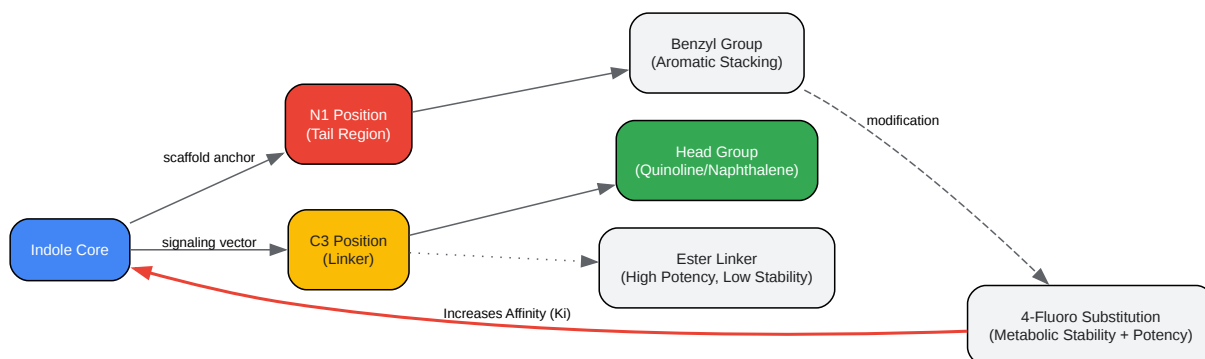 Benzyl Group
(Aromatic Stacking)
modification
N1 Position
(Tail Region)
scaffold anchor
Head Group
(Quinoline/Naphthalene)
Indole Core
signaling vector
C3 Position
(Linker)
Ester Linker
(High Potency, Low Stability)
Increases Affinity (Ki)
4-Fluoro Substitution
(Metabolic Stability + Potency)